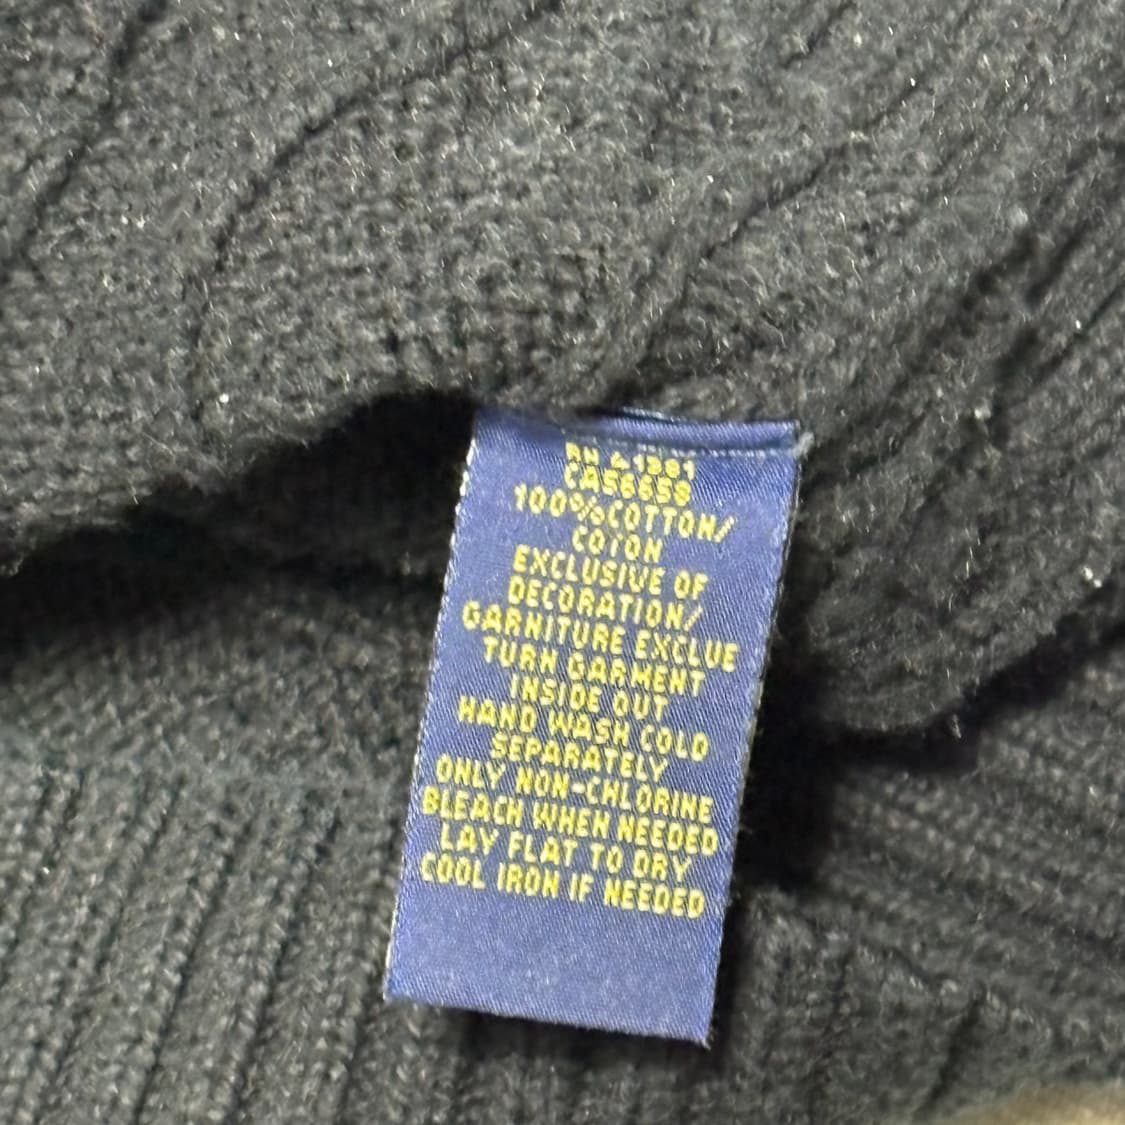 RN 41381
CA56658
100%COTTON/
COTON
EXCLUSIVE OF
DECORATION/
GARNITURE EXCLUE
TURN GARMENT
INSIDE OUT
HAND WASH COLD
SEPARATELY
ONLY NON-CHLORINE
BLEACH WHEN NEEDED
LAY FLAT TO DRY
COOL IRON IF NEEDED